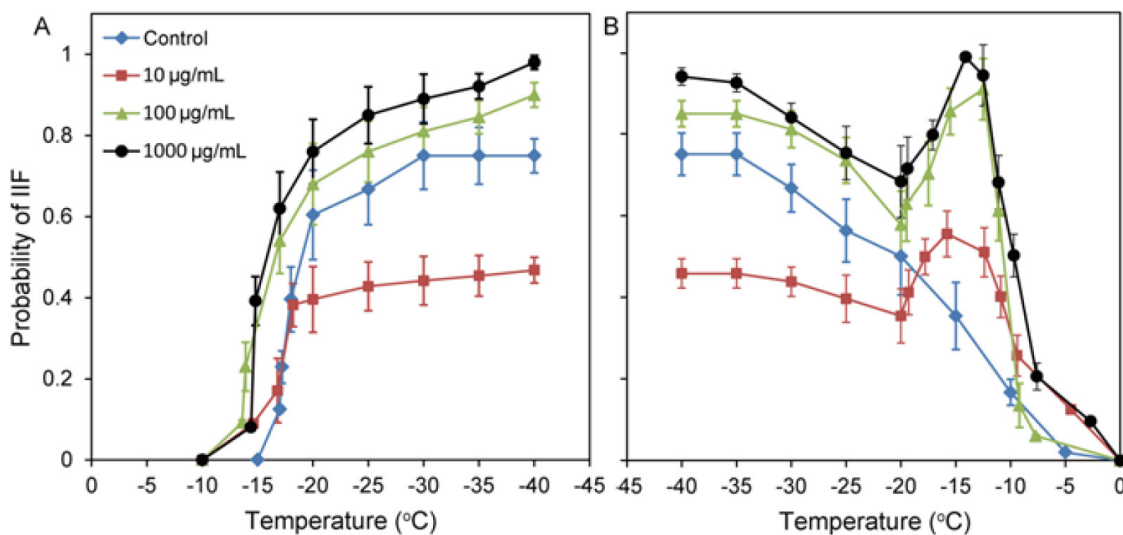 A
B
Control
10 µg/mL
100 µg/mL
1000 µg/mL
Probability of IIF
1
0.8
0.6
0.4
0.2
0
0 -5 -10 -15 -20 -25 -30 -35 -40 -45
-45 -40 -35 -30 -25 -20 -15 -10 -5 0
Temperature (°C)
Temperature (°C)